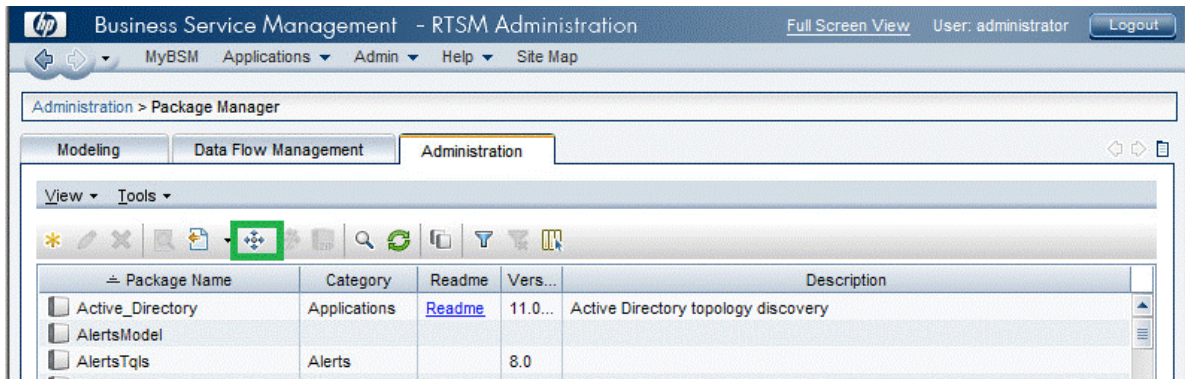 hp Business Service Management – RTSM Administration Full Screen View User: administrator Logout
MyBSM Applications Admin Help Site Map
Administration > Package Manager
Modeling Data Flow Management Administration
View Tools
Package Name Category Readme Vers... Description
Active_Directory Applications Readme 11.0... Active Directory topology discovery
AlertsModel
AlertsTqls Alerts 8.0